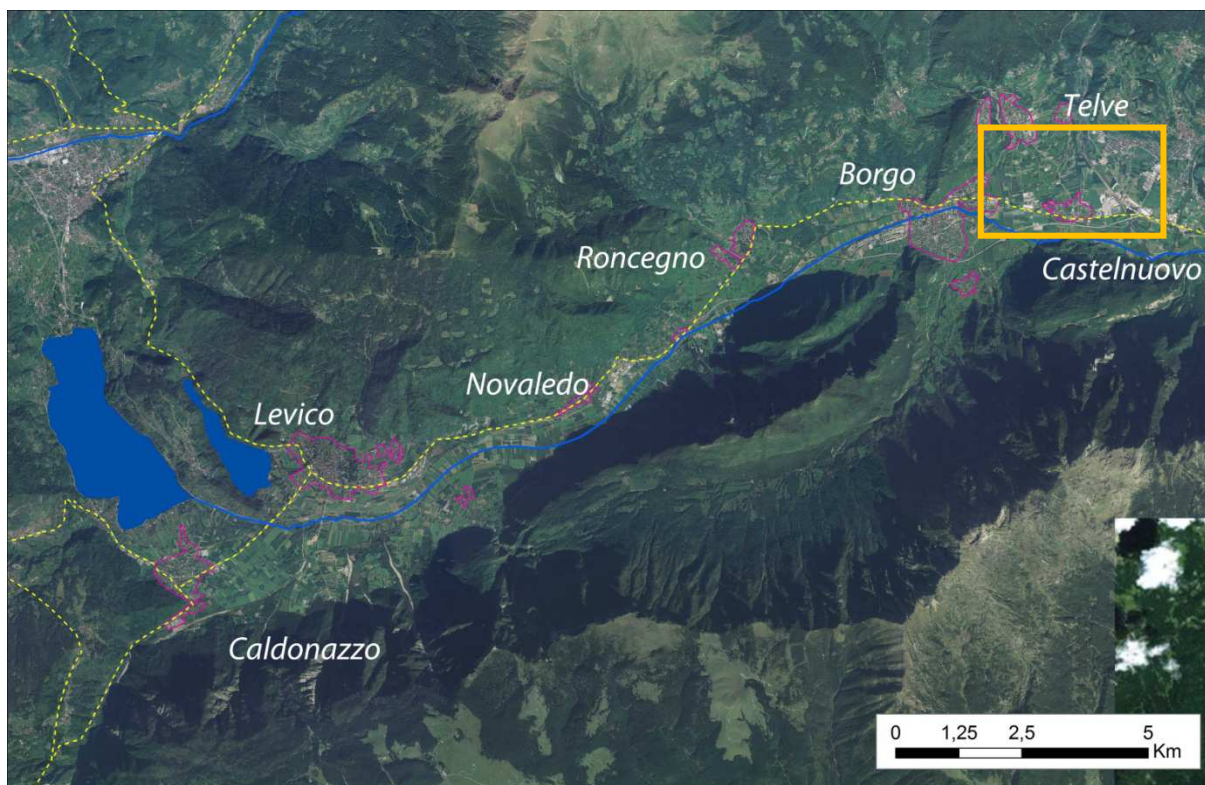 Telve
Borgo
Roncegno
Castelnuovo
Novaledo
Levico
Caldonazzo
0 1,25 2,5 5
Km